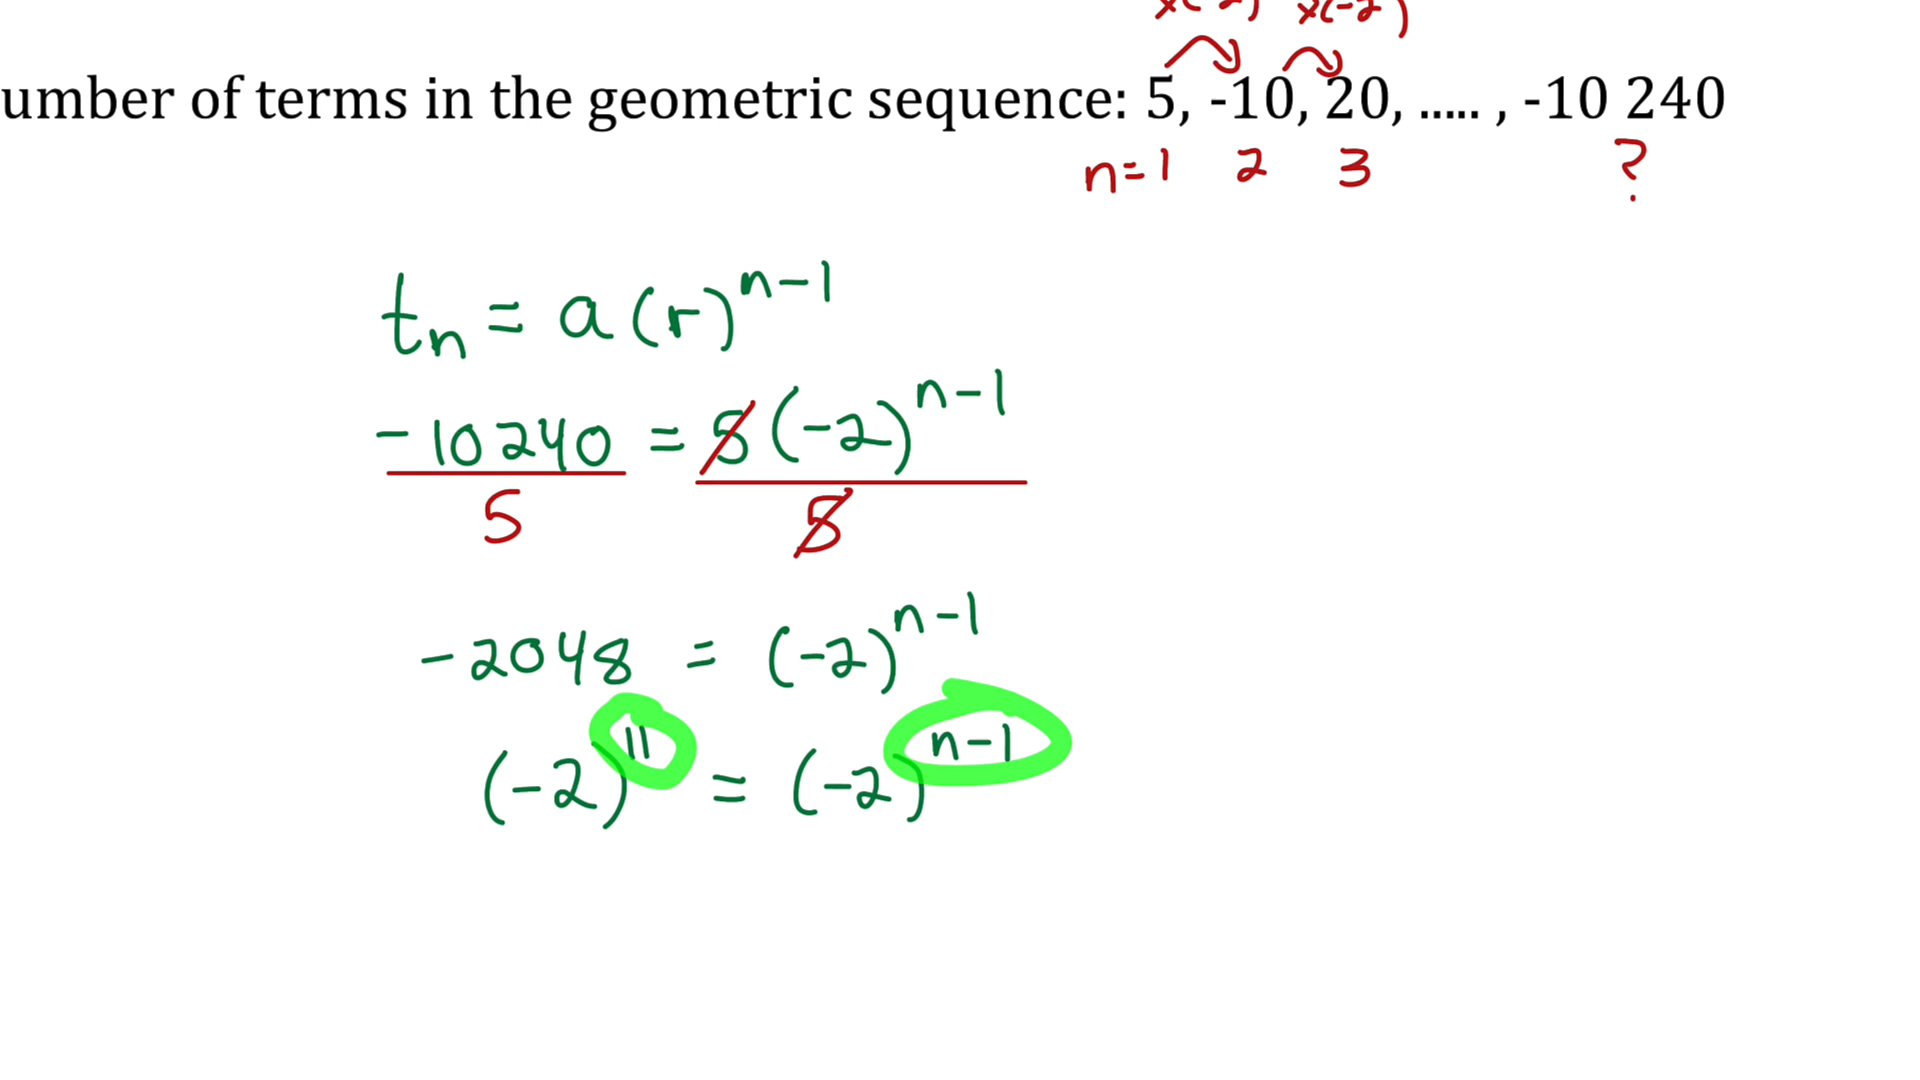 x(-2) x(-2)
umber of terms in the geometric sequence: 5, -10, 20, ..... , -10 240
n=1 2 3 ?
tn = a(r)^n-1
-10240 = 5(-2)^n-1
5 5
-2048 = (-2)^n-1
(-2)^11 = (-2)^n-1